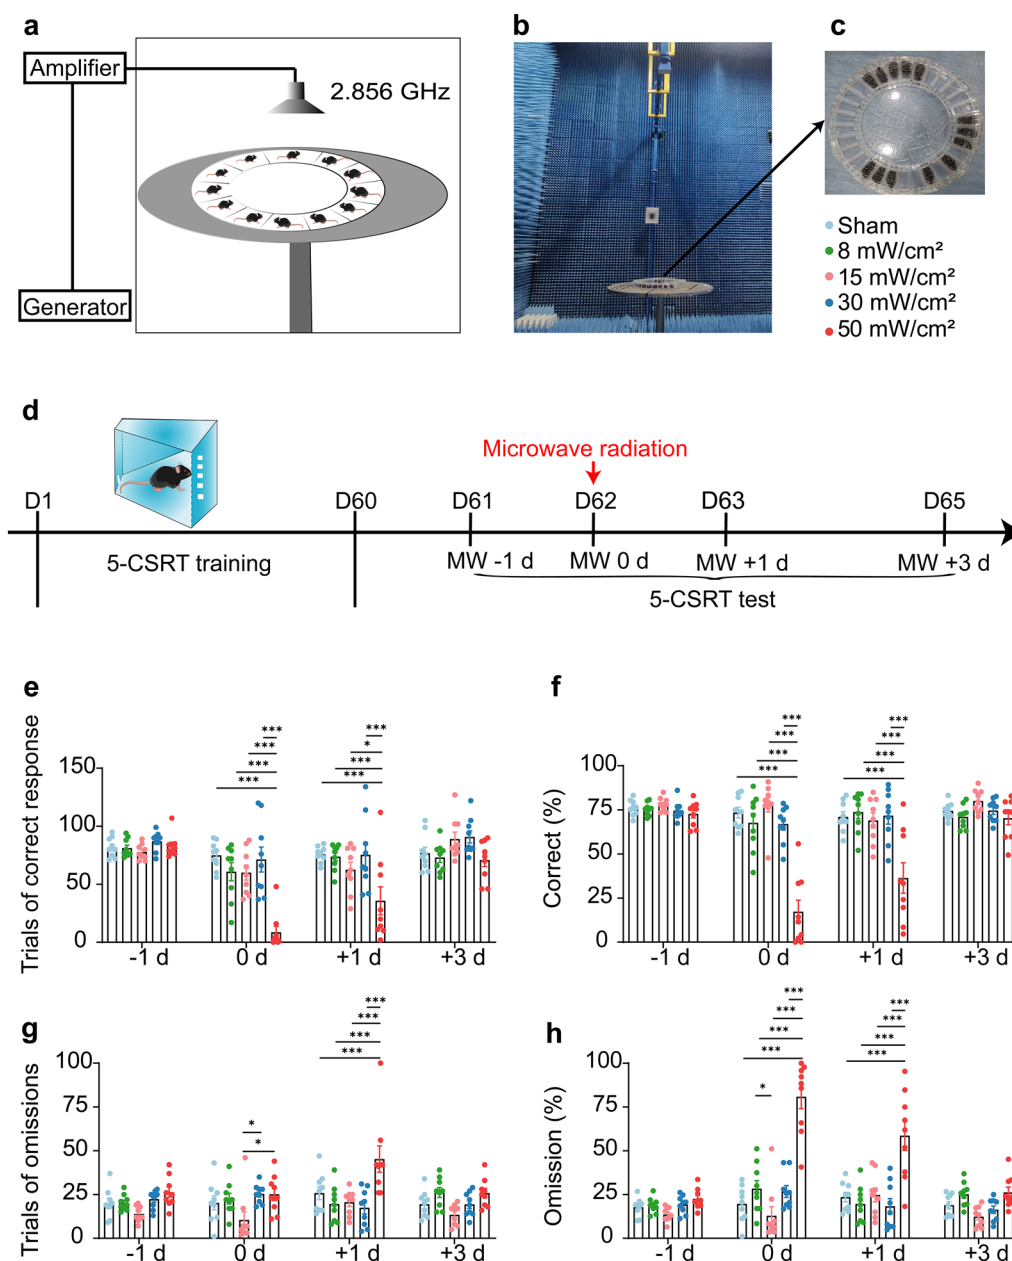 a
Amplifier
2.856 GHz
Generator
b
c
Sham
8 mW/cm²
15 mW/cm²
30 mW/cm²
50 mW/cm²
d
Microwave radiation
D1
D60
D61
D62
D63
D65
5-CSRT training
MW -1 d
MW 0 d
MW +1 d
MW +3 d
5-CSRT test
e
Trials of correct response
150
100
50
0
-1 d
0 d
+1 d
+3 d
***
***
***
***
***
*
***
***
f
Correct (%)
100
75
50
25
0
-1 d
0 d
+1 d
+3 d
***
***
***
***
***
***
***
***
g
Trials of omissions
100
75
50
25
0
-1 d
0 d
+1 d
+3 d
*
*
***
***
***
***
h
Omission (%)
100
75
50
25
0
-1 d
0 d
+1 d
+3 d
***
***
***
***
*
***
***
***
***